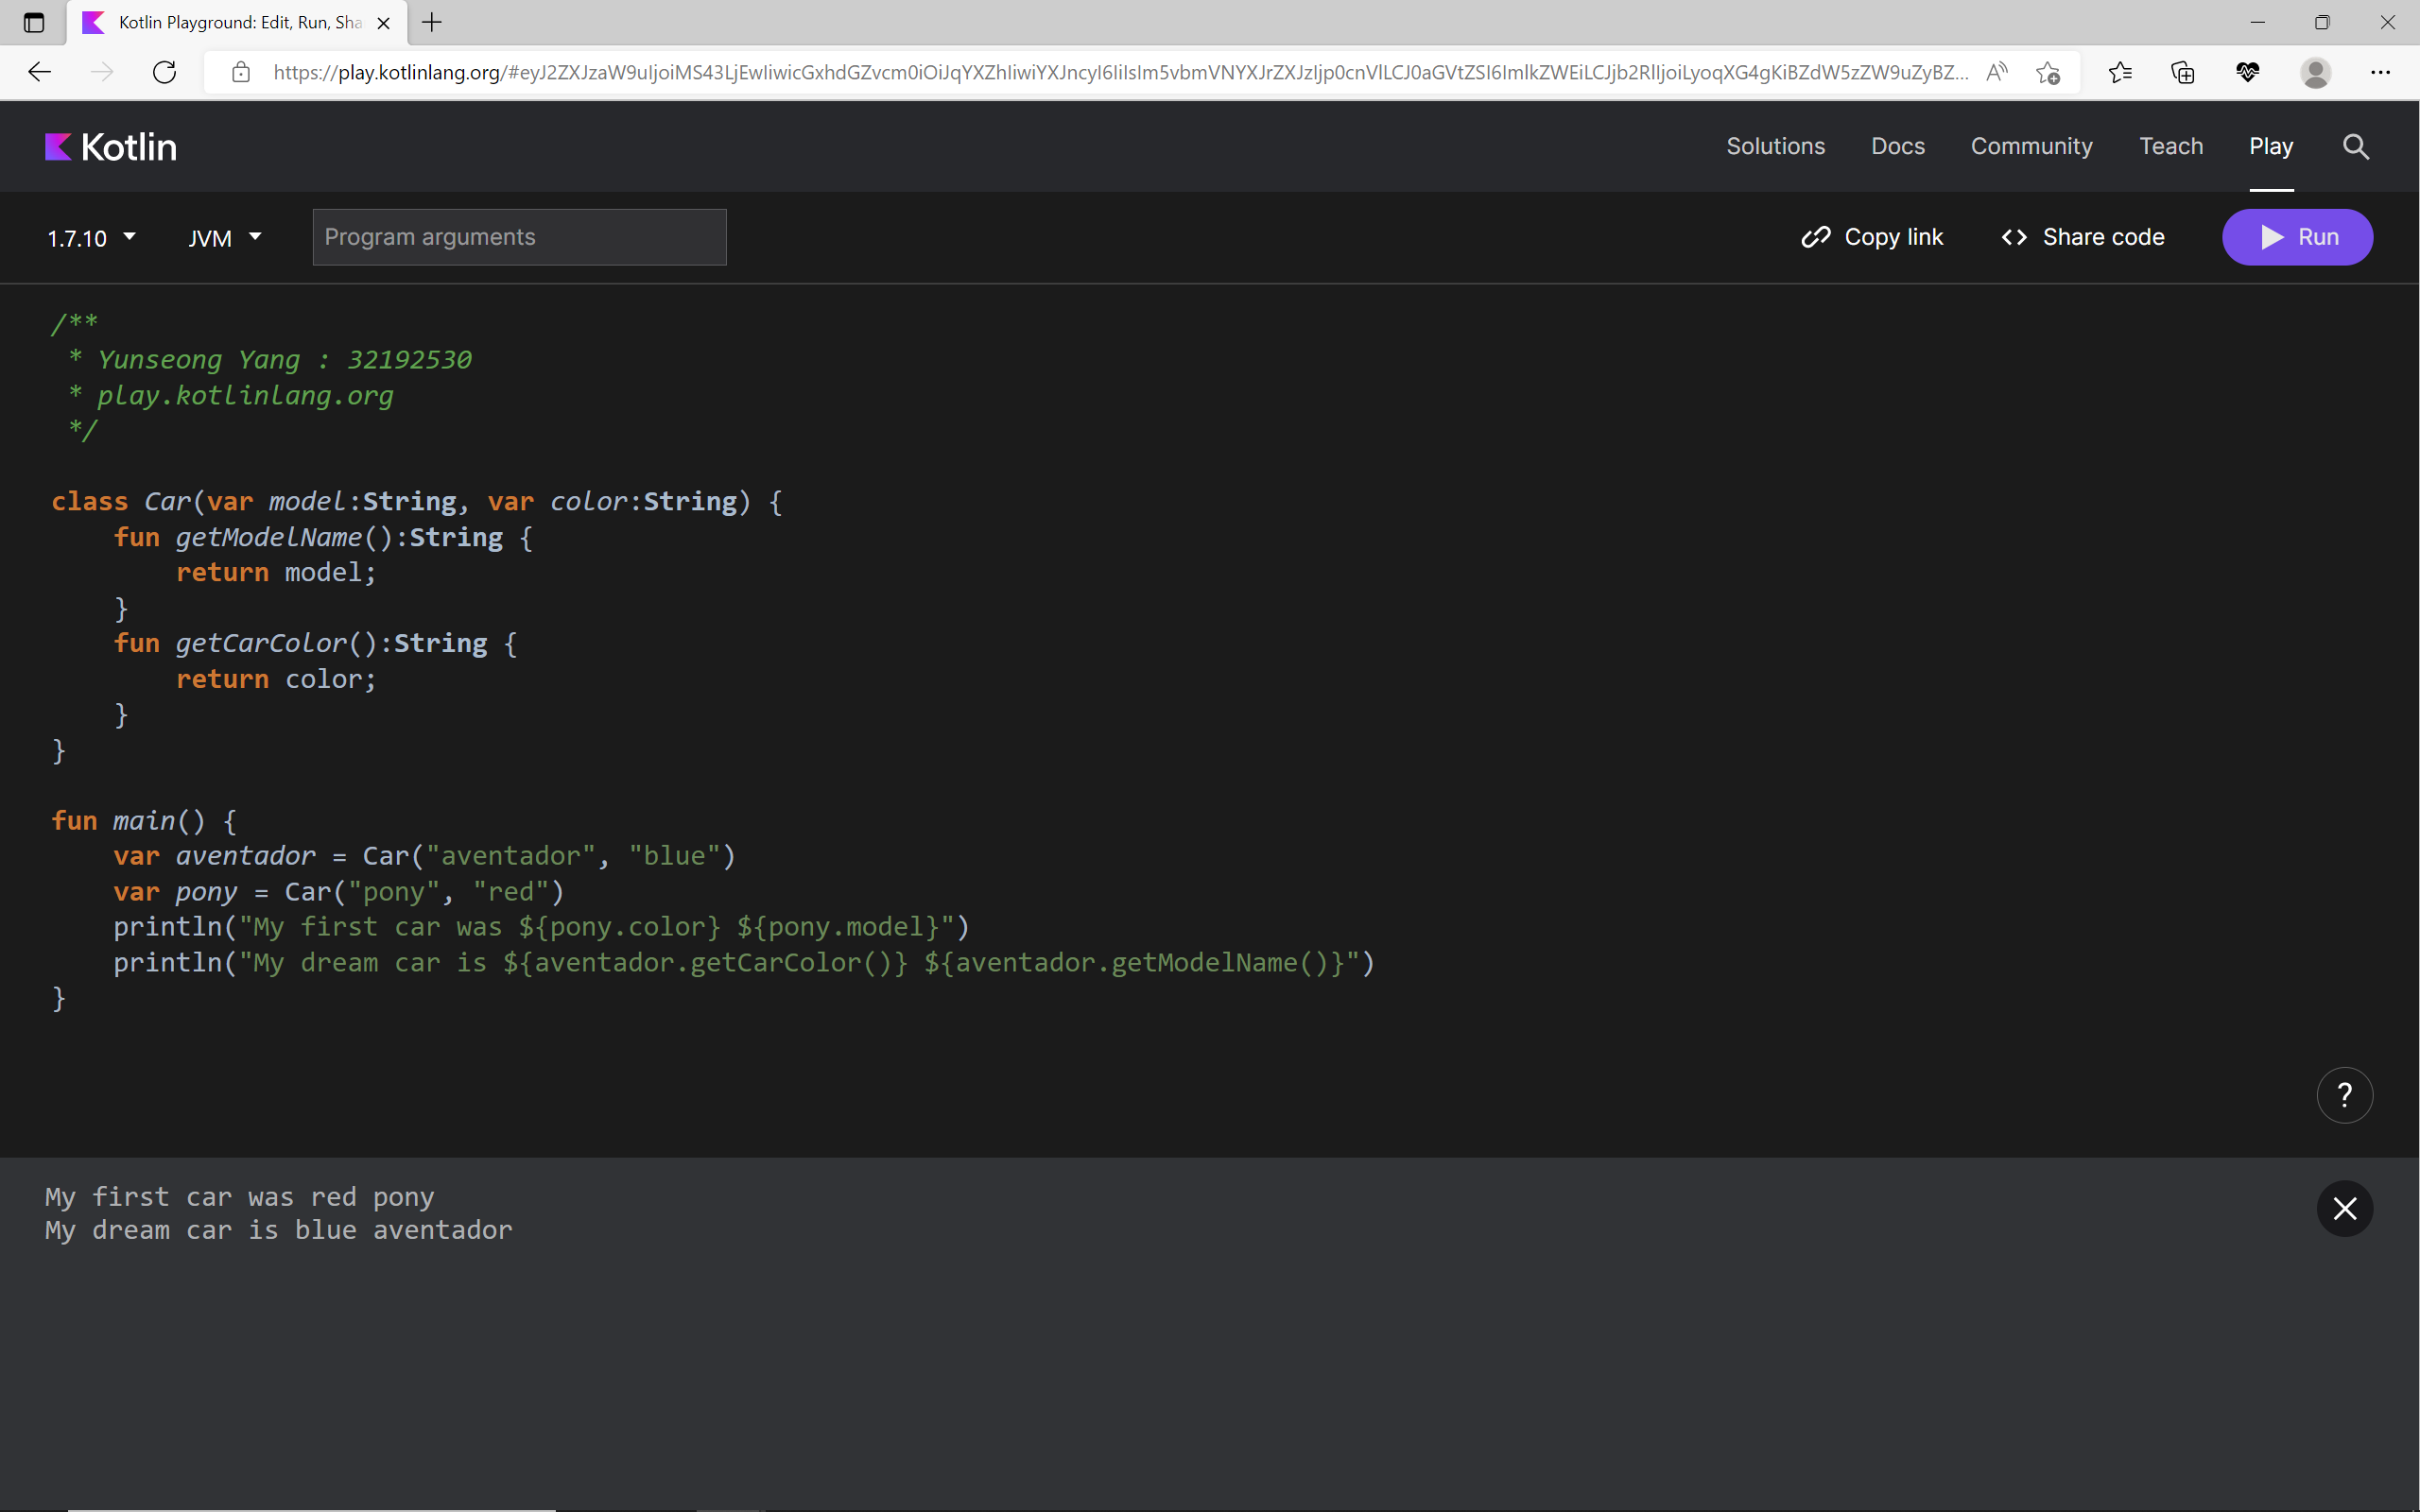 Kotlin Playground: Edit, Run, Sha
https://play.kotlinlang.org/#eyJ2ZXJzaW9uIjoiMS43LjEwIiwicGxhdGZvcm0iOiJqYXZhIiwiYXJncyI6IiIsIm5vbmVNYXJrZXJzIjp0cnVlLCJ0aGVtZSI6ImlkZWEiLCJjb2RlIjoiLyoqXG4gKiBZdW5zZW9uZyBZ...
Kotlin
Solutions Docs Community Teach Play
1.7.10 JVM Program arguments Copy link <> Share code Run
/**
 * Yunseong Yang : 32192530
 * play.kotlinlang.org
 */
class Car(var model:String, var color:String) {
    fun getModelName():String {
        return model;
    }
    fun getCarColor():String {
        return color;
    }
}
fun main() {
    var aventador = Car("aventador", "blue")
    var pony = Car("pony", "red")
    println("My first car was ${pony.color} ${pony.model}")
    println("My dream car is ${aventador.getCarColor()} ${aventador.getModelName()}")
}
?
My first car was red pony
My dream car is blue aventador